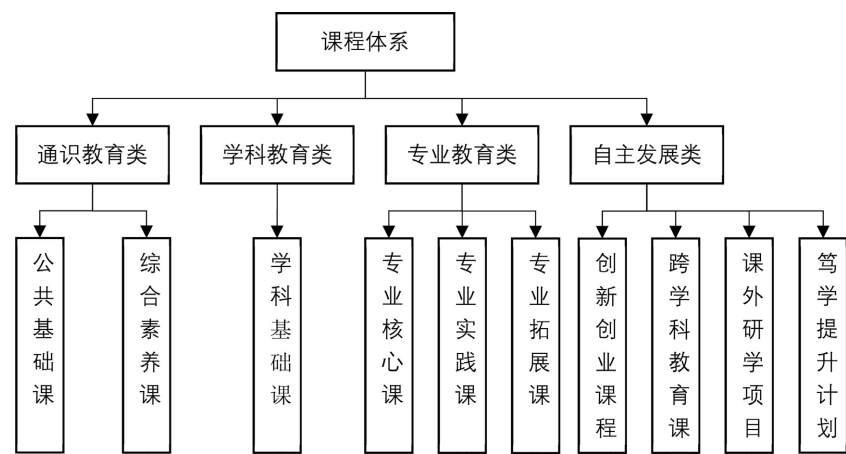 课程体系
通识教育类
学科教育类
专业教育类
自主发展类
公共基础课
综合素养课
学科基础课
专业核心课
专业实践课
专业拓展课
创新创业课程
跨学科教育课
课外研学项目
笃学提升计划